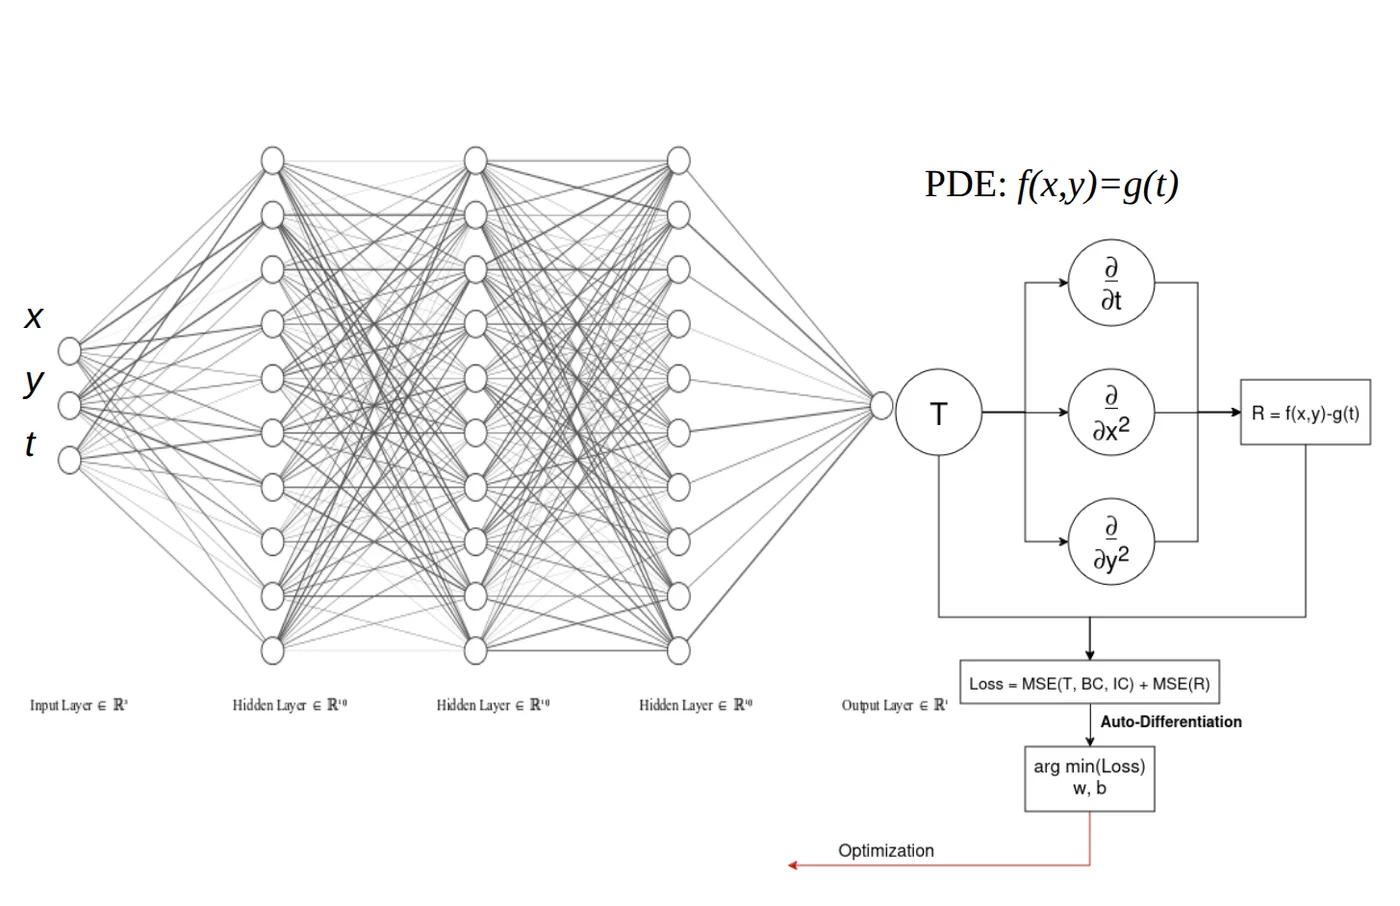 PDE: f(x,y)=g(t)
x
y
t
T
∂
∂t
∂
∂x²
∂
∂y²
R = f(x,y)-g(t)
Input Layer ∈ ℝ³
Hidden Layer ∈ ℝ¹⁰
Hidden Layer ∈ ℝ¹⁰
Hidden Layer ∈ ℝ¹⁰
Output Layer ∈ ℝ¹
Loss = MSE(T, BC, IC) + MSE(R)
Auto-Differentiation
arg min(Loss)
w, b
Optimization